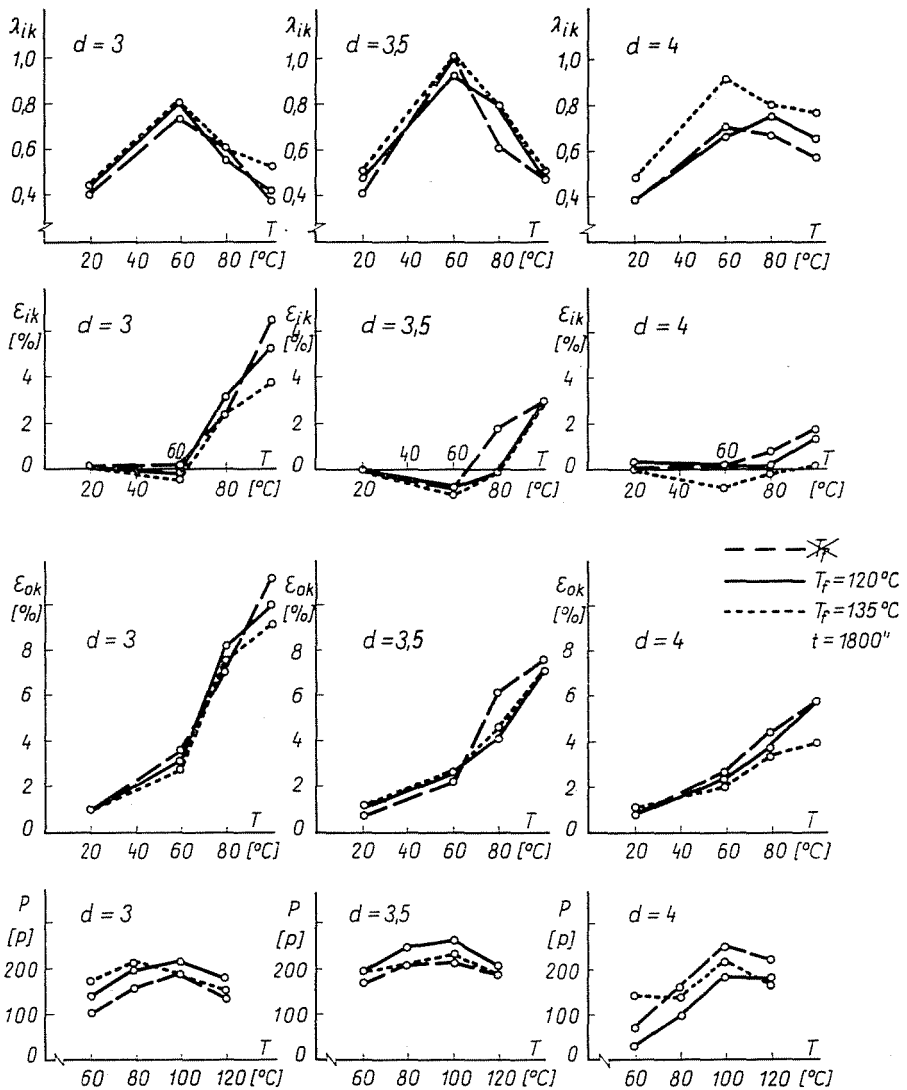 λik d = 3
1,0
0,8
0,6
0,4
T
20 40 60 80 [°C]
λik d = 3,5
1,0
0,8
0,6
0,4
T
20 40 60 80 [°C]
λik d = 4
1,0
0,8
0,6
0,4
T
20 40 60 80 [°C]
εik
[%]
d = 3
4
2
0
60
T
20 40 80 [°C]
εik
[%]
d = 3,5
4
4
2
0
40 60
T
20 80 [°C]
εik
[%]
d = 4
4
2
0
60
T
20 40 80 [°C]
Tf
Tf = 120°C
Tf = 135°C
t = 1800"
εok
[%]
d = 3
8
6
4
2
0
T
20 40 60 80 [°C]
εok
[%]
d = 3,5
8
6
4
2
0
T
20 40 60 80 [°C]
εok
[%]
d = 4
8
6
4
2
0
T
20 40 60 80 [°C]
P
[p]
d = 3
200
100
0
T
60 80 100 120 [°C]
P
[p]
d = 3,5
200
100
0
T
60 80 100 120 [°C]
P
[p]
d = 4
200
100
0
T
60 80 100 120 [°C]